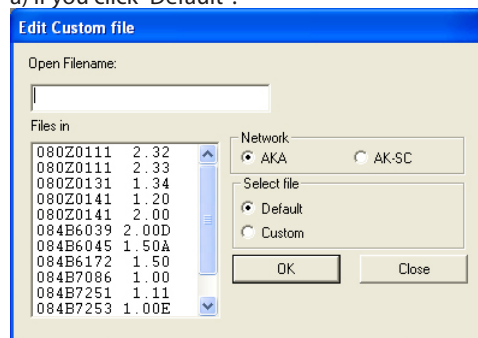 a) If you click "Default":
Edit Custom file
Open Filename:
Files in
080Z0111 2.32
080Z0111 2.33
080Z0131 1.34
080Z0141 1.20
080Z0141 2.00
084B6039 2.00D
084B6045 1.50A
084B6172 1.50
084B7086 1.00
084B7251 1.11
084B7253 1.00E
Network
AKA AK-SC
Select file
Default
Custom
OK Close